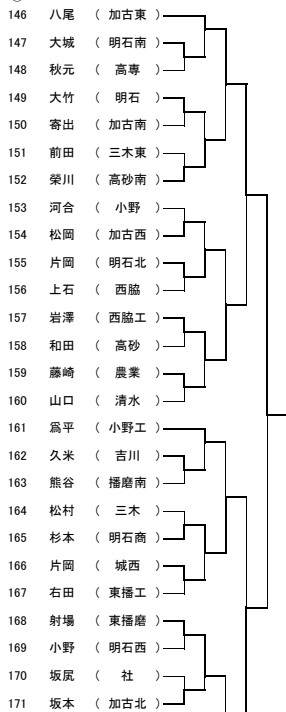 146 八尾 ( 加古東 )
147 大城 ( 明石南 )
148 秋元 ( 高専 )
149 大竹 ( 明石 )
150 寄出 ( 加古南 )
151 前田 ( 三木東 )
152 榮川 ( 高砂南 )
153 河合 ( 小野 )
154 松岡 ( 加古西 )
155 片岡 ( 明石北 )
156 上石 ( 西脇 )
157 岩澤 ( 西脇工 )
158 和田 ( 高砂 )
159 藤崎 ( 農業 )
160 山口 ( 清水 )
161 爲平 ( 小野工 )
162 久米 ( 吉川 )
163 熊谷 ( 播磨南 )
164 松村 ( 三木 )
165 杉本 ( 明石商 )
166 片岡 ( 城西 )
167 右田 ( 東播工 )
168 射場 ( 東播磨 )
169 小野 ( 明石西 )
170 坂尻 ( 社 )
171 坂本 ( 加古北 )